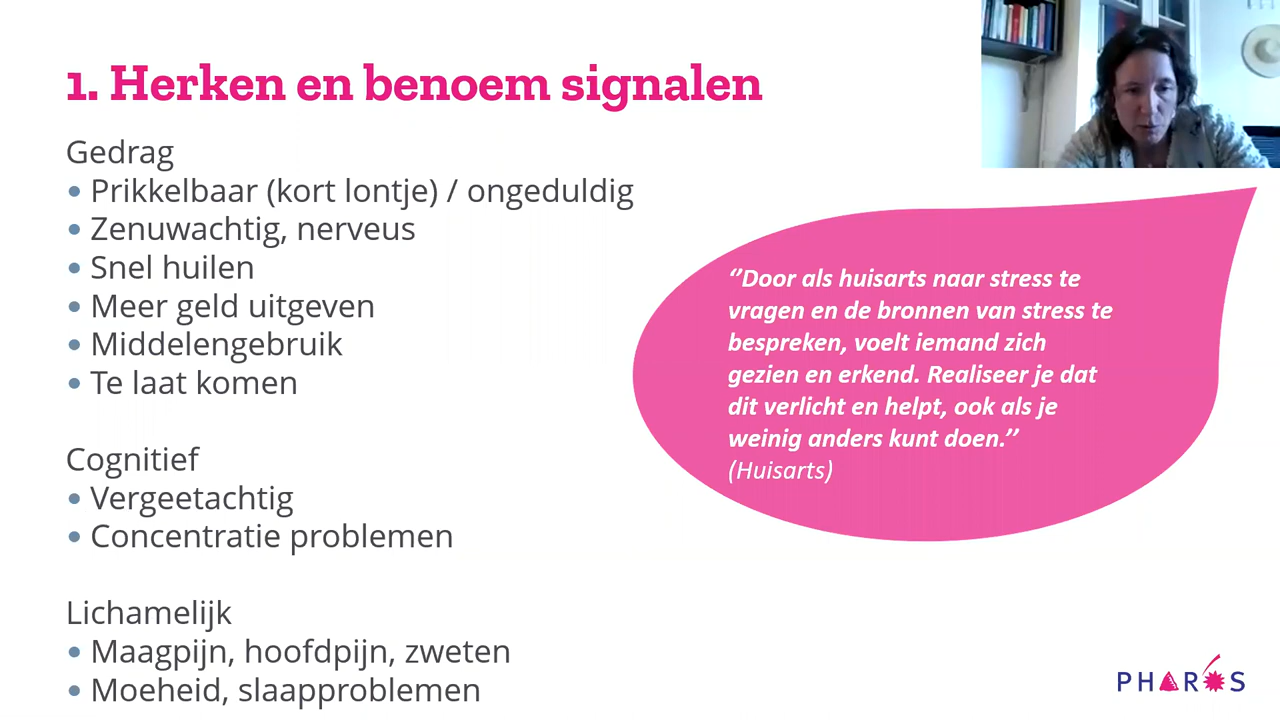 1. Herken en benoem signalen
Gedrag
• Prikkelbaar (kort lontje) / ongeduldig
• Zenuwachtig, nerveus
• Snel huilen
• Meer geld uitgeven
• Middelengebruik
• Te laat komen
Cognitief
• Vergeetachtig
• Concentratie problemen
Lichamelijk
• Maagpijn, hoofdpijn, zweten
• Moeheid, slaapproblemen
‘’Door als huisarts naar stress te
vragen en de bronnen van stress te
bespreken, voelt iemand zich
gezien en erkend. Realiseer je dat
dit verlicht en helpt, ook als je
weinig anders kunt doen.’’
(Huisarts)
PHAROS